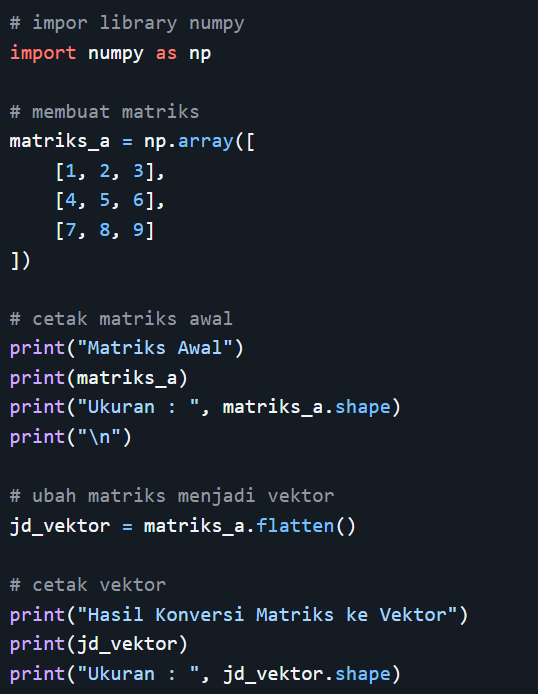 # impor library numpy
import numpy as np
# membuat matriks
matriks_a = np.array([
    [1, 2, 3],
    [4, 5, 6],
    [7, 8, 9]
])
# cetak matriks awal
print("Matriks Awal")
print(matriks_a)
print("Ukuran : ", matriks_a.shape)
print("\n")
# ubah matriks menjadi vektor
jd_vektor = matriks_a.flatten()
# cetak vektor
print("Hasil Konversi Matriks ke Vektor")
print(jd_vektor)
print("Ukuran : ", jd_vektor.shape)